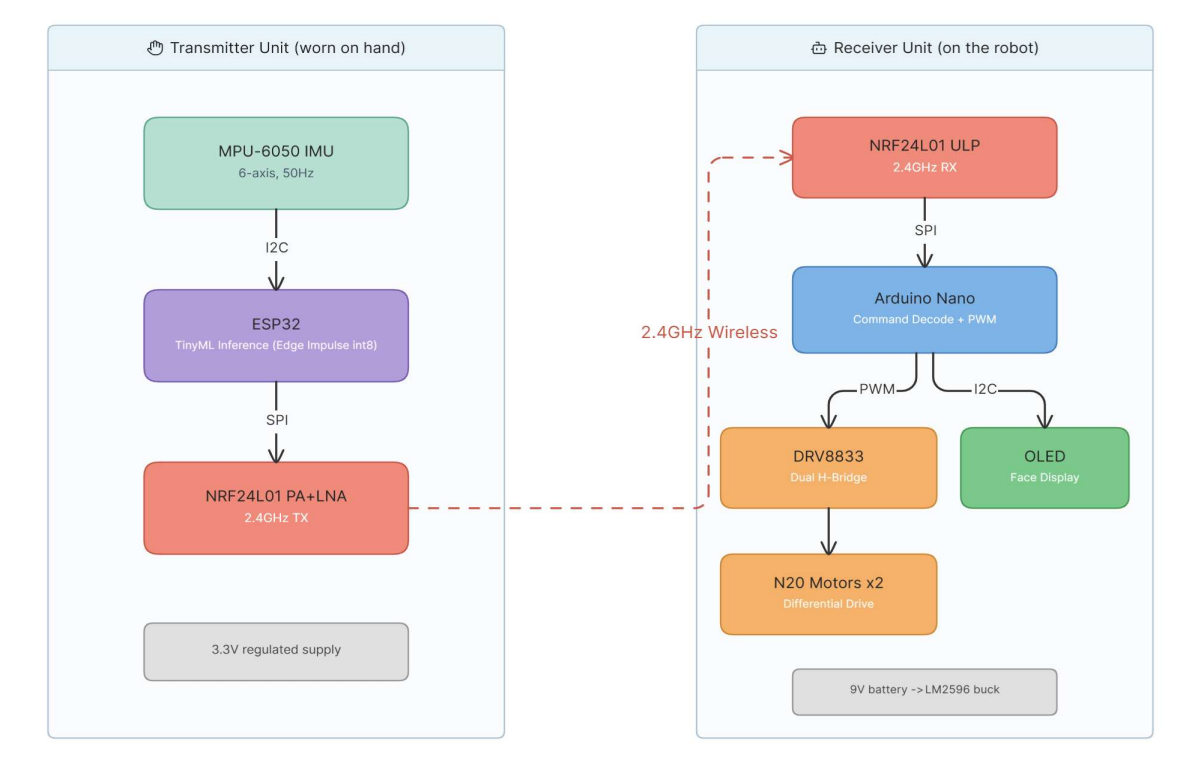 Transmitter Unit (worn on hand)
MPU-6050 IMU
6-axis, 50Hz
I2C
ESP32
TinyML Inference (Edge Impulse int8)
SPI
NRF24L01 PA+LNA
2.4GHz TX
3.3V regulated supply
2.4GHz Wireless
Receiver Unit (on the robot)
NRF24L01 ULP
2.4GHz RX
SPI
Arduino Nano
Command Decode + PWM
PWM
I2C
DRV8833
Dual H-Bridge
OLED
Face Display
N20 Motors x2
Differential Drive
9V battery ->LM2596 buck